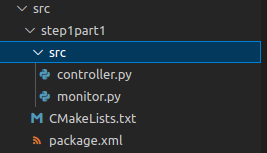 src
step1part1
src
controller.py
monitor.py
CMakeLists.txt
package.xml